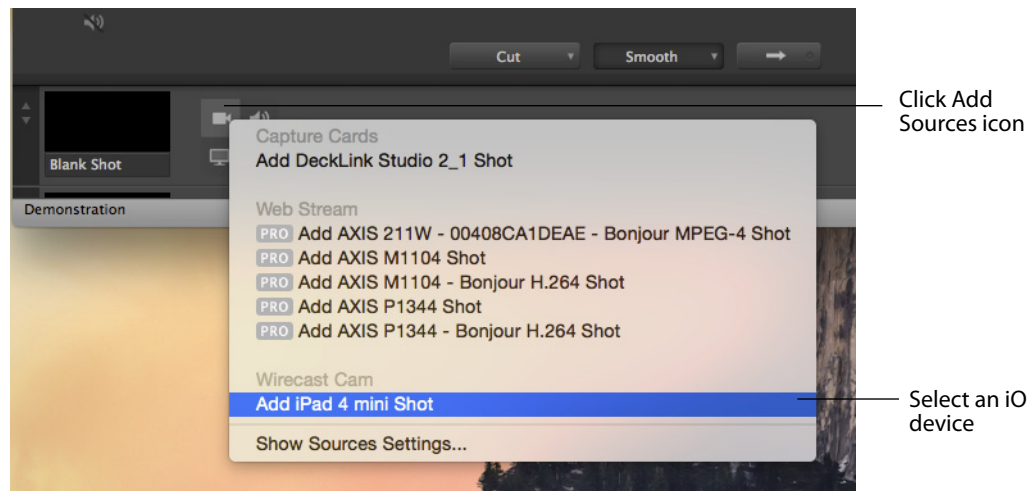 Cut
Smooth
Click Add
Sources icon
Capture Cards
Add DeckLink Studio 2_1 Shot
Blank Shot
Demonstration
Web Stream
PRO Add AXIS 211W - 00408CA1DEAE - Bonjour MPEG-4 Shot
PRO Add AXIS M1104 Shot
PRO Add AXIS M1104 - Bonjour H.264 Shot
PRO Add AXIS P1344 Shot
PRO Add AXIS P1344 - Bonjour H.264 Shot
Wirecast Cam
Add iPad 4 mini Shot
Select an iO
device
Show Sources Settings...